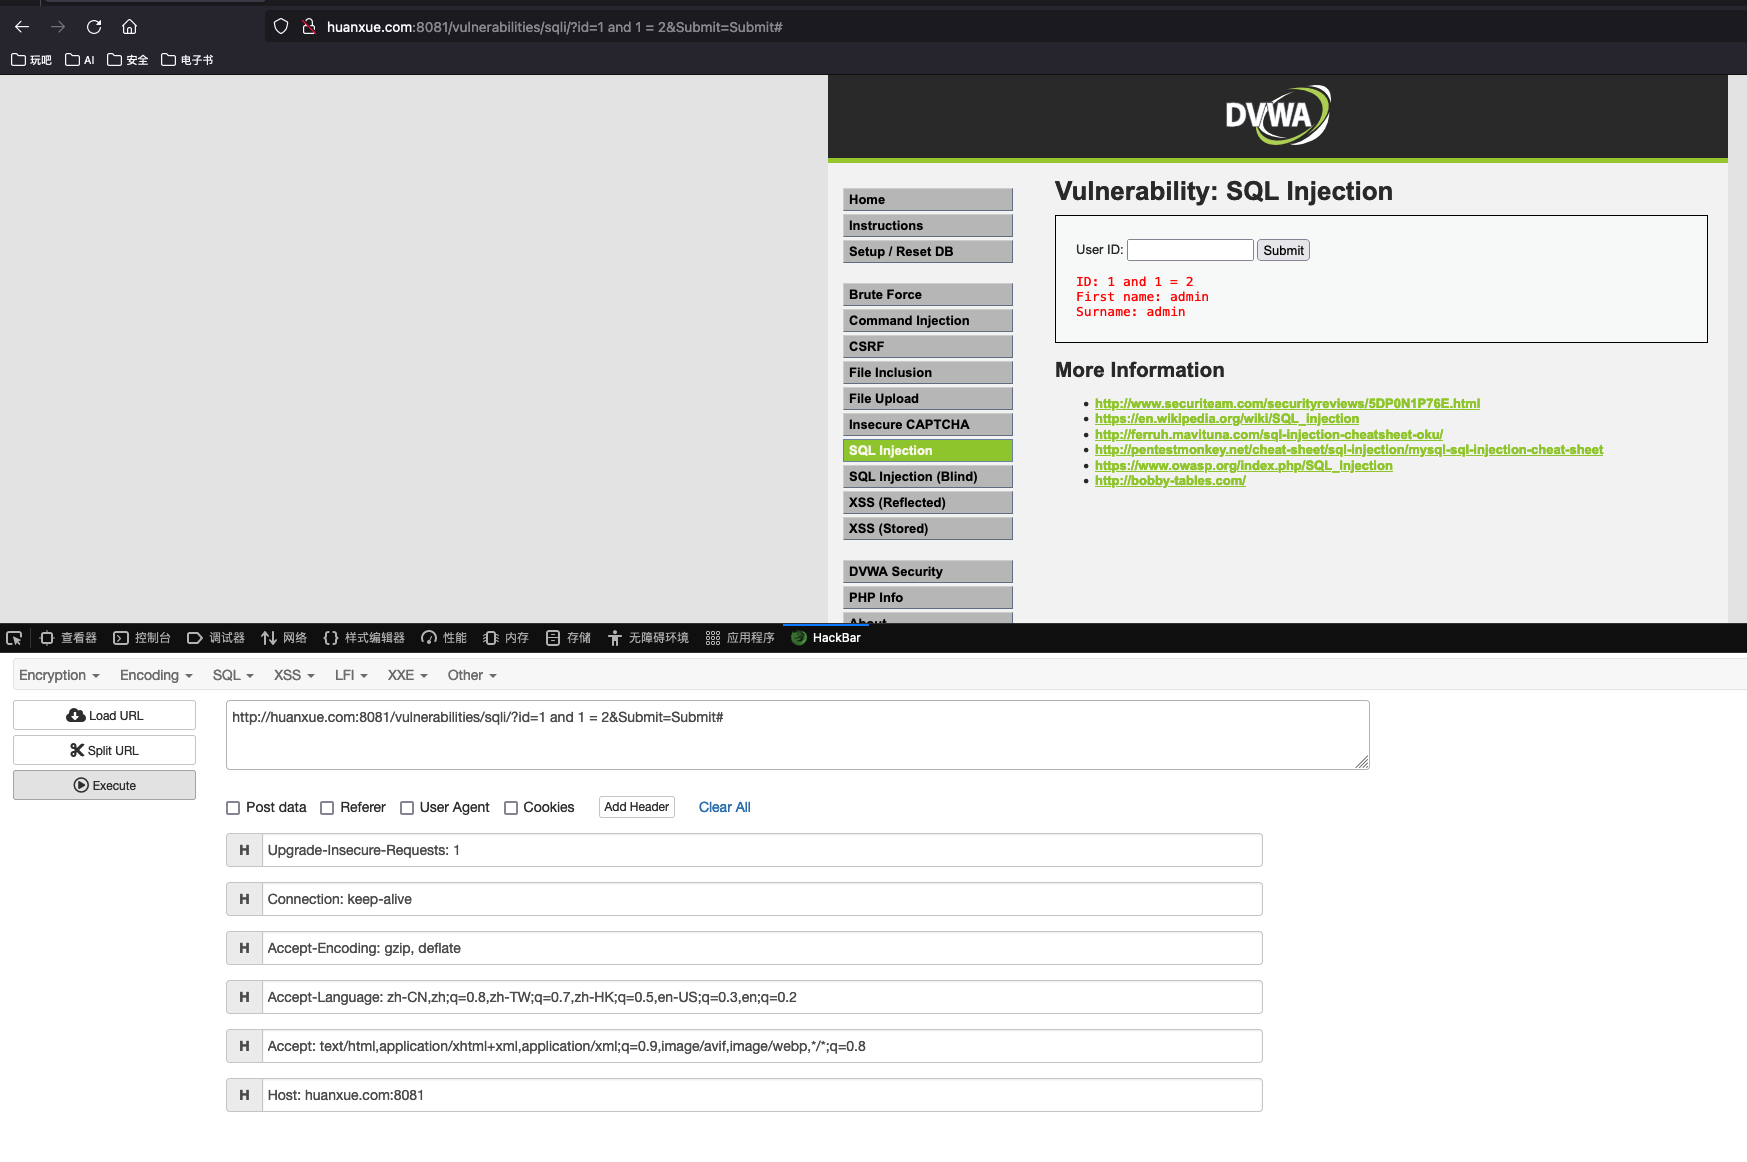 huanxue.com:8081/vulnerabilities/sqli/?id=1 and 1 = 2&Submit=Submit#
玩吧 AI 安全 电子书
DVWA
Home
Instructions
Setup / Reset DB
Brute Force
Command Injection
CSRF
File Inclusion
File Upload
Insecure CAPTCHA
SQL Injection
SQL Injection (Blind)
XSS (Reflected)
XSS (Stored)
DVWA Security
PHP Info
About
Vulnerability: SQL Injection
User ID: Submit
ID: 1 and 1 = 2
First name: admin
Surname: admin
More Information
http://www.securiteam.com/securityreviews/5DP0N1P76E.html
https://en.wikipedia.org/wiki/SQL_injection
http://ferruh.mavituna.com/sql-injection-cheatsheet-oku/
http://pentestmonkey.net/cheat-sheet/sql-injection/mysql-sql-injection-cheat-sheet
https://www.owasp.org/index.php/SQL_Injection
http://bobby-tables.com/
查看器 控制台 调试器 网络 样式编辑器 性能 内存 存储 无障碍环境 应用程序 HackBar
Encryption Encoding SQL XSS LFI XXE Other
Load URL
Split URL
Execute
http://huanxue.com:8081/vulnerabilities/sqli/?id=1 and 1 = 2&Submit=Submit#
Post data Referer User Agent Cookies Add Header Clear All
H Upgrade-Insecure-Requests: 1
H Connection: keep-alive
H Accept-Encoding: gzip, deflate
H Accept-Language: zh-CN,zh;q=0.8,zh-TW;q=0.7,zh-HK;q=0.5,en-US;q=0.3,en;q=0.2
H Accept: text/html,application/xhtml+xml,application/xml;q=0.9,image/avif,image/webp,*/*;q=0.8
H Host: huanxue.com:8081